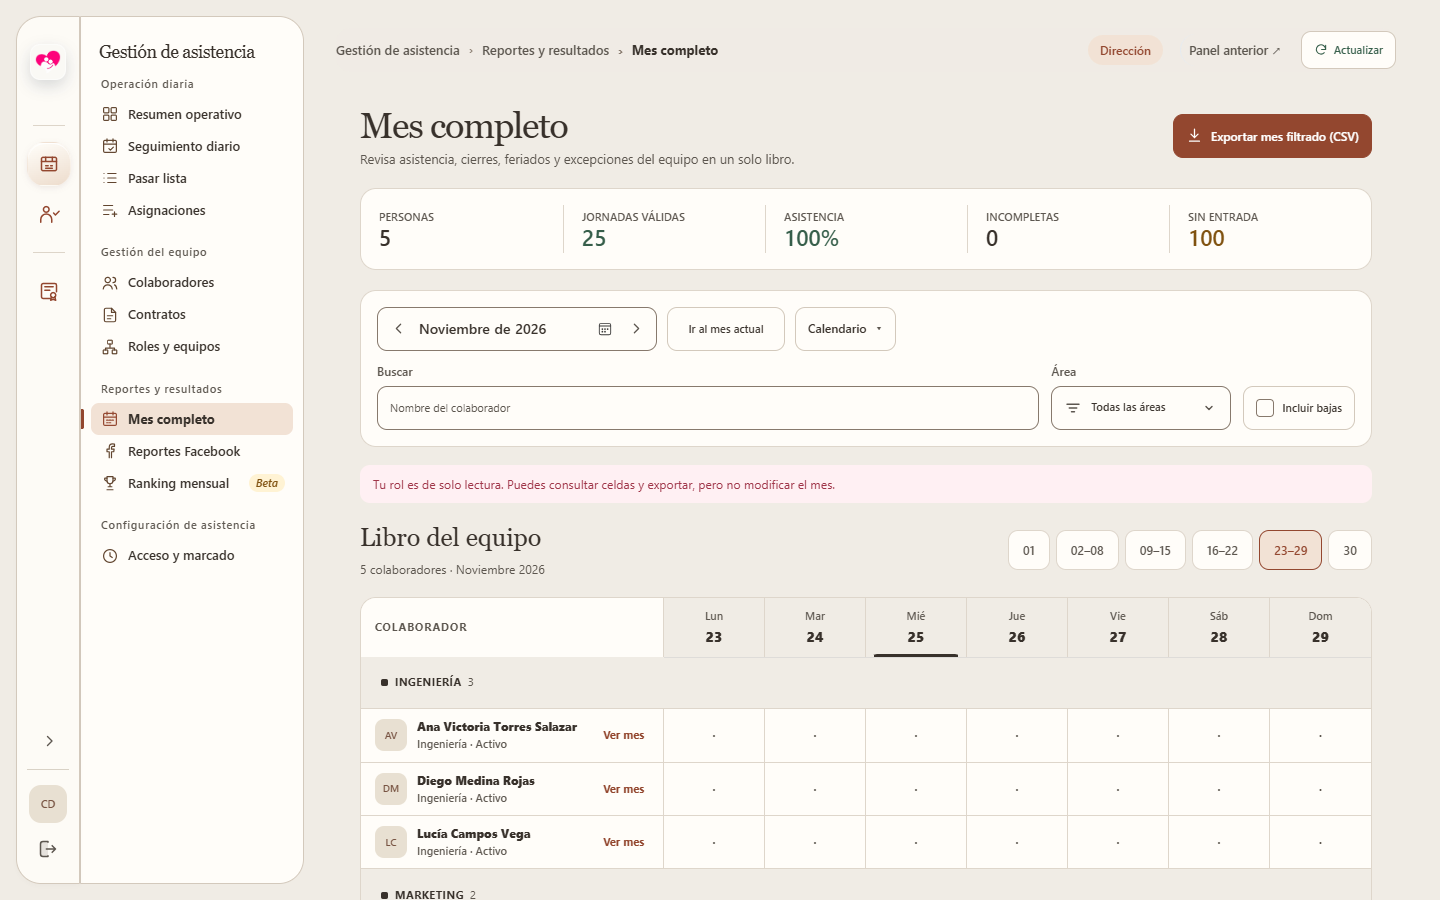 Gestión de asistencia
Operación diaria
Resumen operativo
Seguimiento diario
Pasar lista
Asignaciones
Gestión del equipo
Colaboradores
Contratos
Roles y equipos
Reportes y resultados
Mes completo
Reportes Facebook
Ranking mensual Beta
Configuración de asistencia
Acceso y marcado
CD
Gestión de asistencia › Reportes y resultados › Mes completo
Dirección
Panel anterior ↗
Actualizar
Mes completo
Revisa asistencia, cierres, feriados y excepciones del equipo en un solo libro.
Exportar mes filtrado (CSV)
PERSONAS
5
JORNADAS VÁLIDAS
25
ASISTENCIA
100%
INCOMPLETAS
0
SIN ENTRADA
100
Noviembre de 2026
Ir al mes actual
Calendario
Buscar
Nombre del colaborador
Área
Todas las áreas
Incluir bajas
Tu rol es de solo lectura. Puedes consultar celdas y exportar, pero no modificar el mes.
Libro del equipo
5 colaboradores · Noviembre 2026
01 02–08 09–15 16–22 23–29 30
COLABORADOR
Lun 23
Mar 24
Mié 25
Jue 26
Vie 27
Sáb 28
Dom 29
INGENIERÍA 3
AV Ana Victoria Torres Salazar
Ingeniería · Activo
Ver mes
· · · · · · ·
DM Diego Medina Rojas
Ingeniería · Activo
Ver mes
· · · · · · ·
LC Lucía Campos Vega
Ingeniería · Activo
Ver mes
· · · · · · ·
MARKETING 2